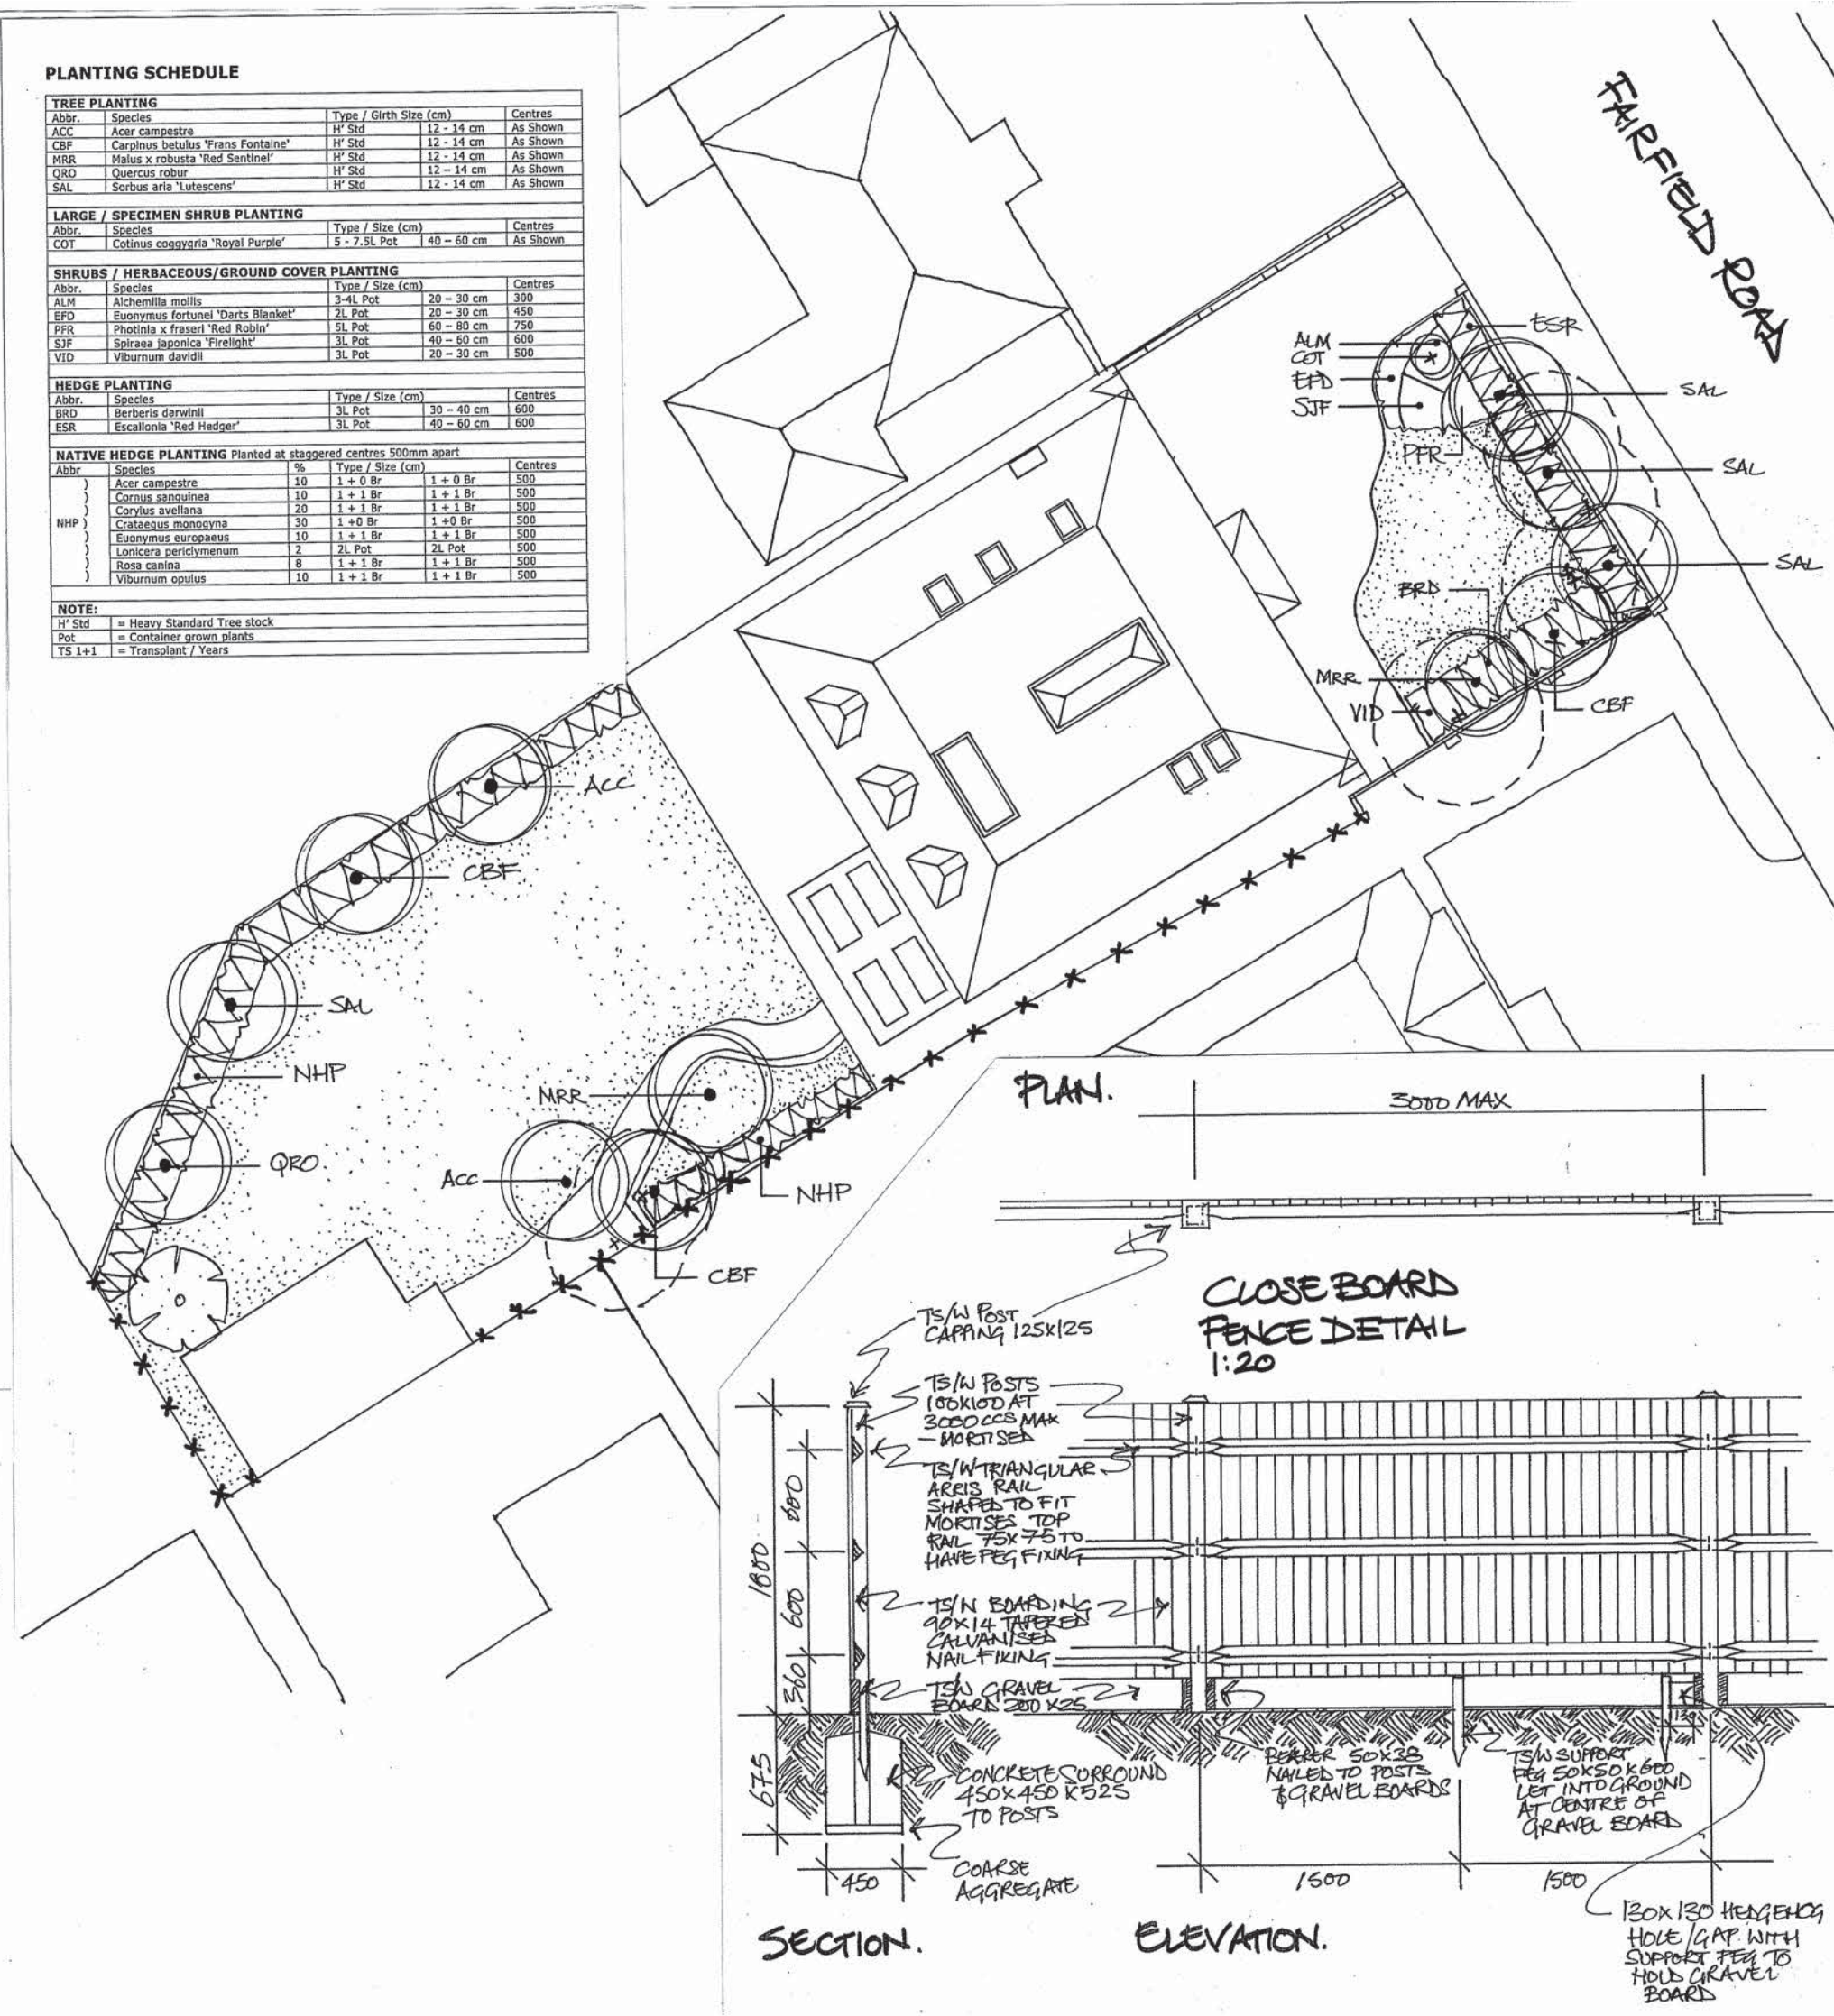 PLANTING SCHEDULE
TREE PLANTING
Abbr. Species Type / Girth Size (cm) Centres
ACC Acer campestre H' Std 12 - 14 cm As Shown
CBF Carpinus betulus 'Frans Fontaine' H' Std 12 - 14 cm As Shown
MRR Malus x robusta 'Red Sentinel' H' Std 12 - 14 cm As Shown
QRO Quercus robur H' Std 12 – 14 cm As Shown
SAL Sorbus aria 'Lutescens' H' Std 12 - 14 cm As Shown
LARGE / SPECIMEN SHRUB PLANTING
Abbr. Species Type / Size (cm) Centres
COT Cotinus coggygria 'Royal Purple' 5 - 7.5L Pot 40 – 60 cm As Shown
SHRUBS / HERBACEOUS/GROUND COVER PLANTING
Abbr. Species Type / Size (cm) Centres
ALM Alchemilla mollis 3-4L Pot 20 – 30 cm 300
EFD Euonymus fortunei 'Darts Blanket' 2L Pot 20 – 30 cm 450
PFR Photinia x fraseri 'Red Robin' 5L Pot 60 – 80 cm 750
SJF Spiraea japonica 'Firelight' 3L Pot 40 – 60 cm 600
VID Viburnum davidii 3L Pot 20 – 30 cm 500
HEDGE PLANTING
Abbr. Species Type / Size (cm) Centres
BRD Berberis darwinii 3L Pot 30 – 40 cm 600
ESR Escallonia 'Red Hedger' 3L Pot 40 – 60 cm 600
NATIVE HEDGE PLANTING Planted at staggered centres 500mm apart
Abbr Species % Type / Size (cm) Centres
) Acer campestre 10 1 + 0 Br 1 + 0 Br 500
) Cornus sanguinea 10 1 + 1 Br 1 + 1 Br 500
) Corylus avellana 20 1 + 1 Br 1 + 1 Br 500
NHP ) Crataegus monogyna 30 1 +0 Br 1 +0 Br 500
) Euonymus europaeus 10 1 + 1 Br 1 + 1 Br 500
) Lonicera periclymenum 2 2L Pot 2L Pot 500
) Rosa canina 8 1 + 1 Br 1 + 1 Br 500
) Viburnum opulus 10 1 + 1 Br 1 + 1 Br 500
NOTE:
H' Std = Heavy Standard Tree stock
Pot = Container grown plants
TS 1+1 = Transplant / Years
FAIRFIELD ROAD
ESR
ALM
COT
EFD
SJF
SAL
PFR
SAL
SAL
BRD
MRR
VID
CBF
ACC
CBF
SAL
NHP
MRR
QRO
ACC
NHP
CBF
PLAN.
3000 MAX
CLOSE BOARD
FENCE DETAIL
1:20
TS/W POST
CAPPING 125X125
TS/W POSTS
100X100 AT
3000 CCS MAX
- MORTISED
TS/W TRIANGULAR
ARRIS RAIL
SHAPED TO FIT
MORTISES TOP
RAIL 75X75 TO
HAVE PEG FIXING
TS/N BOARDING
90X14 TAPERED
GALVANISED
NAIL FIXING
TSW GRAVEL
BOARD 200X25
1800
600
600
360
675
450
CONCRETE SURROUND
450X450X525
TO POSTS
COARSE
AGGREGATE
BEARER 50X38
NAILED TO POSTS
& GRAVEL BOARDS
TS/W SUPPORT
PEG 50X50X600
LET INTO GROUND
AT CENTRE OF
GRAVEL BOARD
130
1500
1500
130X130 HEDGEHOG
HOLE/GAP WITH
SUPPORT PEG TO
HOLD GRAVEL
BOARD
SECTION.
ELEVATION.